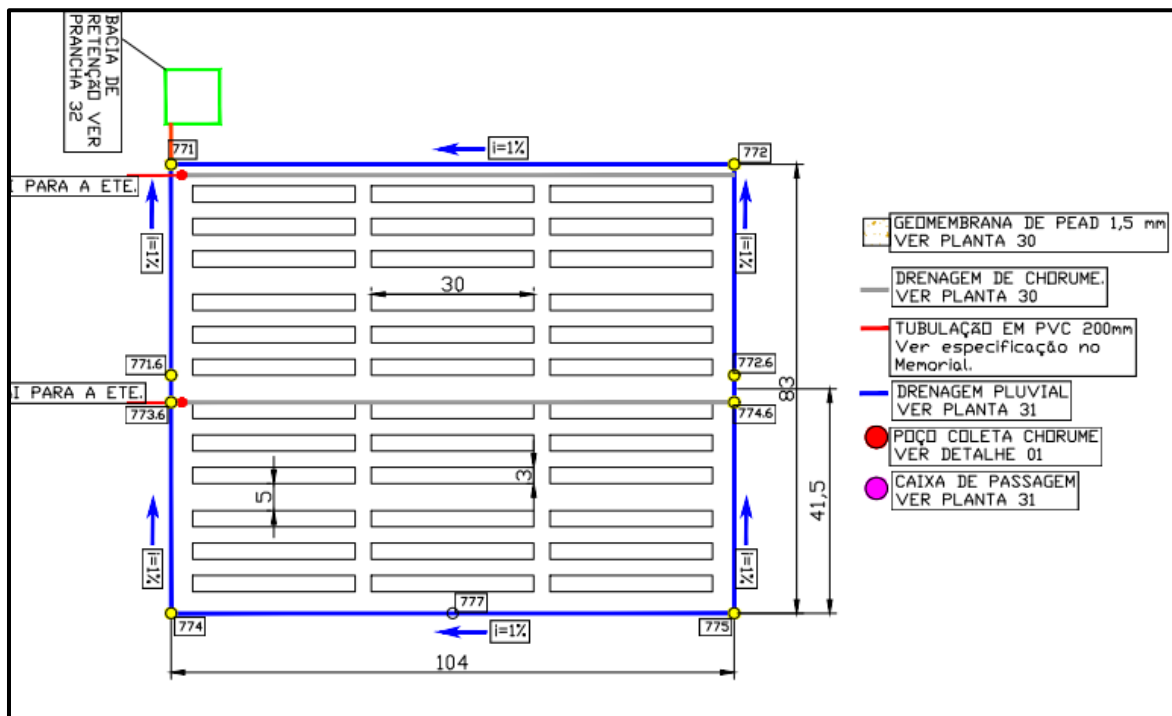 BACIA DE
RETENÇÃO VER
PRANCHA 32
771
i=1%
772
I PARA A ETE.
i=1%
i=1%
30
771.6
772.6
83
I PARA A ETE.
773.6
774.6
3
5
41,5
i=1%
i=1%
774
777
775
i=1%
104
GEOMEMBRANA DE PEAD 1,5 mm
VER PLANTA 30
DRENAGEM DE CHORUME.
VER PLANTA 30
TUBULAÇÃO EM PVC 200mm
Ver especificação no
Memorial.
DRENAGEM PLUVIAL
VER PLANTA 31
POÇO COLETA CHORUME
VER DETALHE 01
CAIXA DE PASSAGEM
VER PLANTA 31